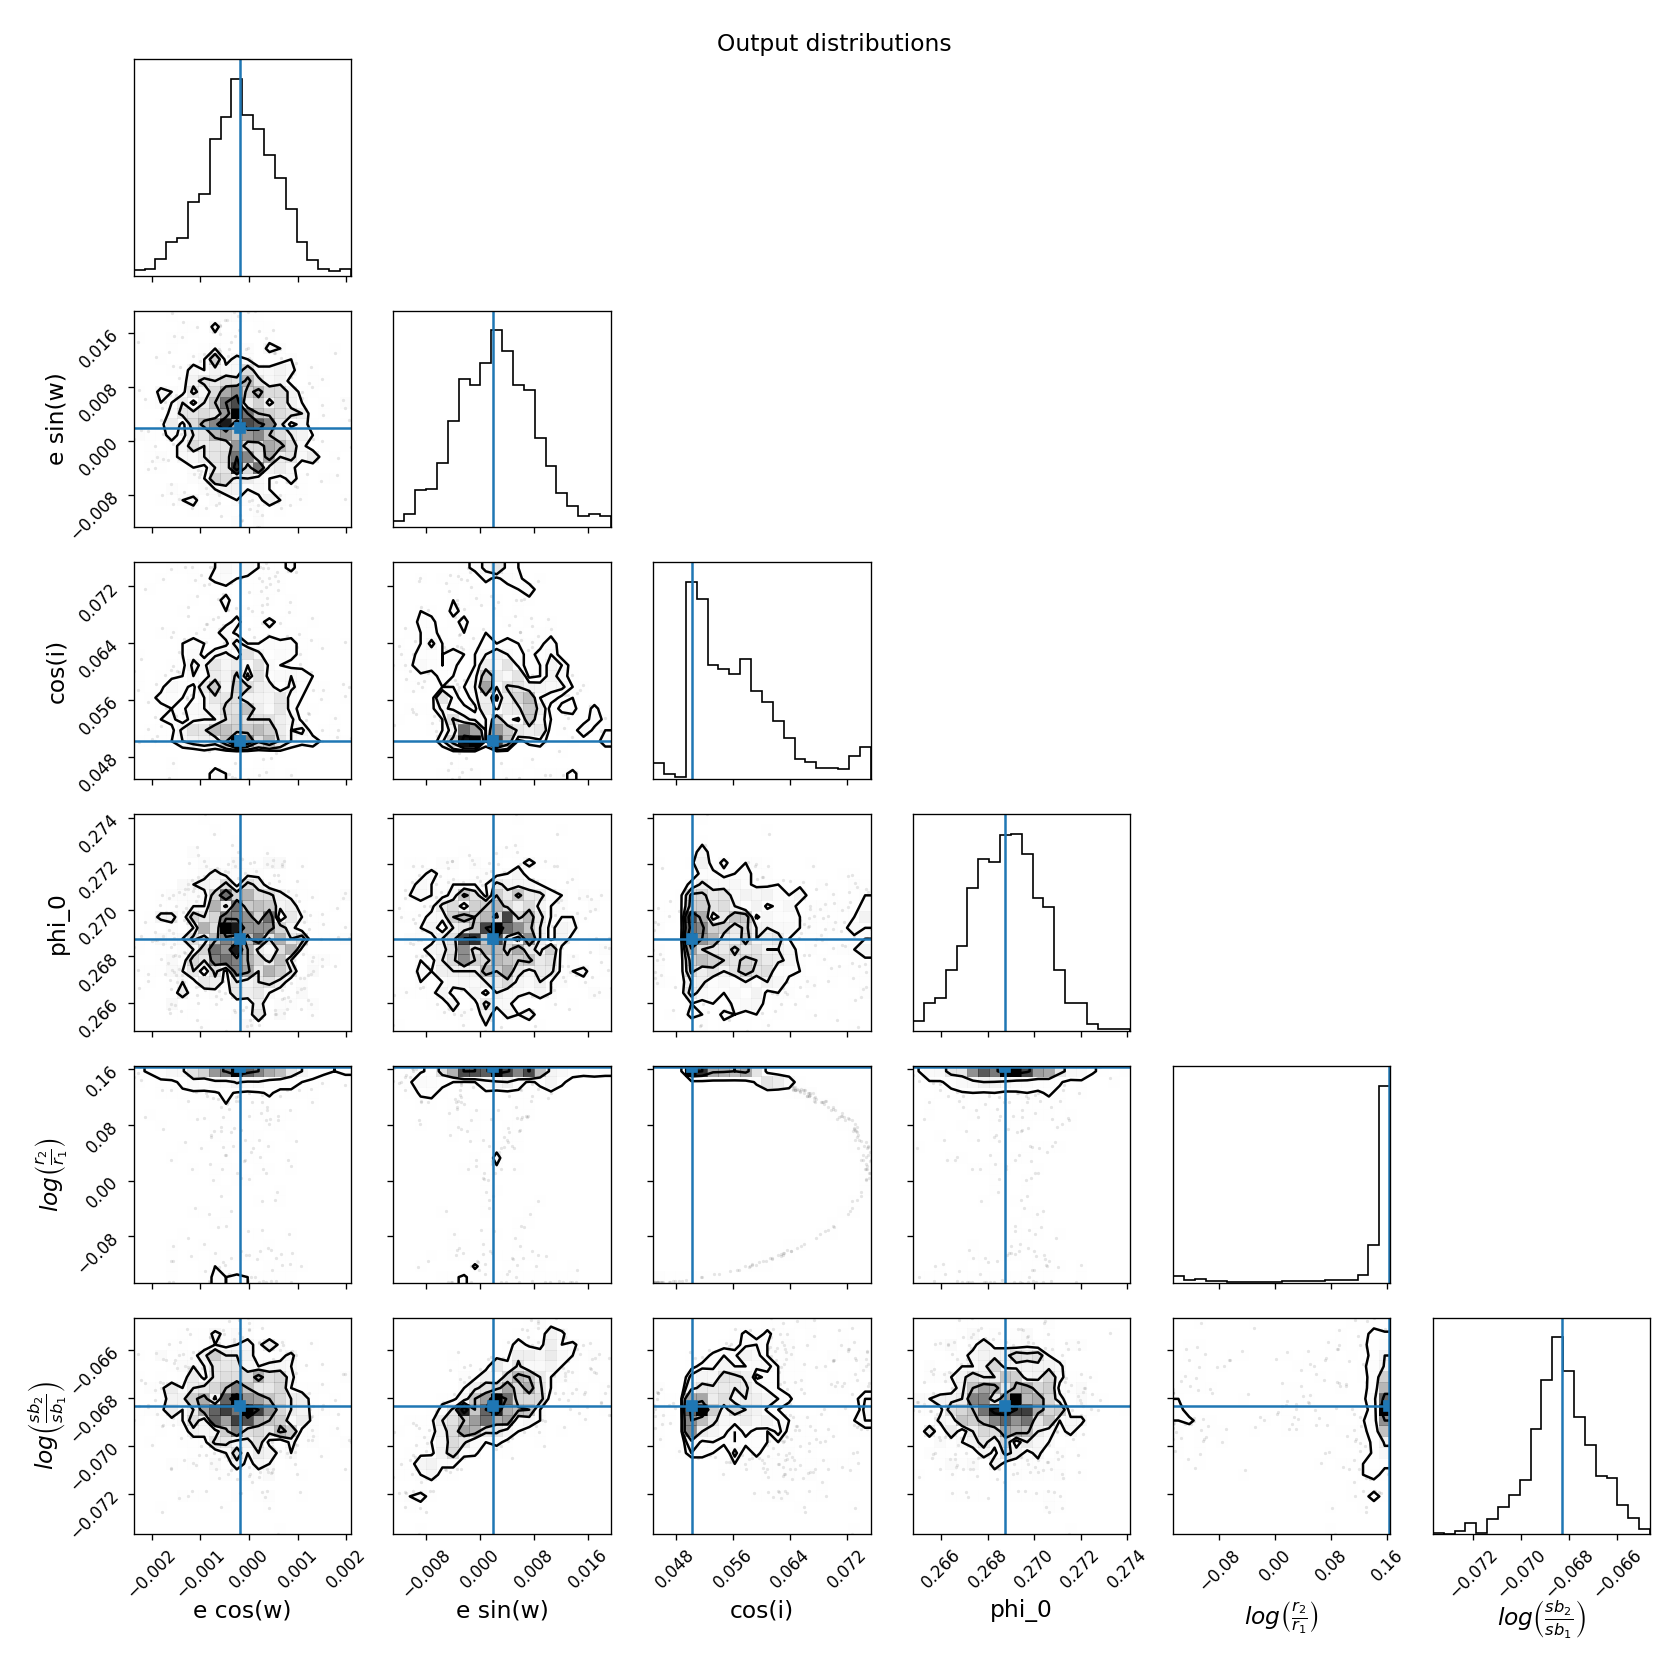 Output distributions
0.016
0.008
0.000
−0.008
e sin(w)
0.072
0.064
0.056
0.048
cos(i)
0.274
0.272
0.270
0.268
0.266
phi_0
0.16
0.08
0.00
−0.08
log(r₂/r₁)
−0.066
−0.068
−0.070
−0.072
log(sb₂/sb₁)
−0.002 −0.001 0.000 0.001 0.002
−0.008 0.000 0.008 0.016
0.048 0.056 0.064 0.072
0.266 0.268 0.270 0.272 0.274
−0.08 0.00 0.08 0.16
−0.072 −0.070 −0.068 −0.066
e cos(w)
e sin(w)
cos(i)
phi_0
log(r₂/r₁)
log(sb₂/sb₁)